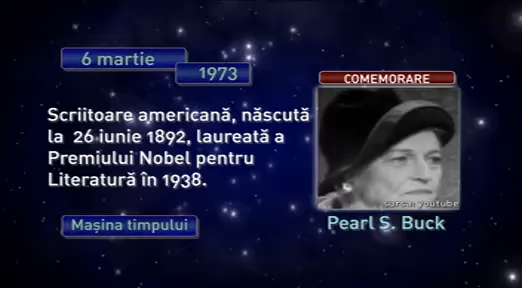 6 martie
1973
COMEMORARE
Scriitoare americană, născută
la 26 iunie 1892, laureată a
Premiului Nobel pentru
Literatură în 1938.
sursa: youtube
Pearl S. Buck
Mașina timpului